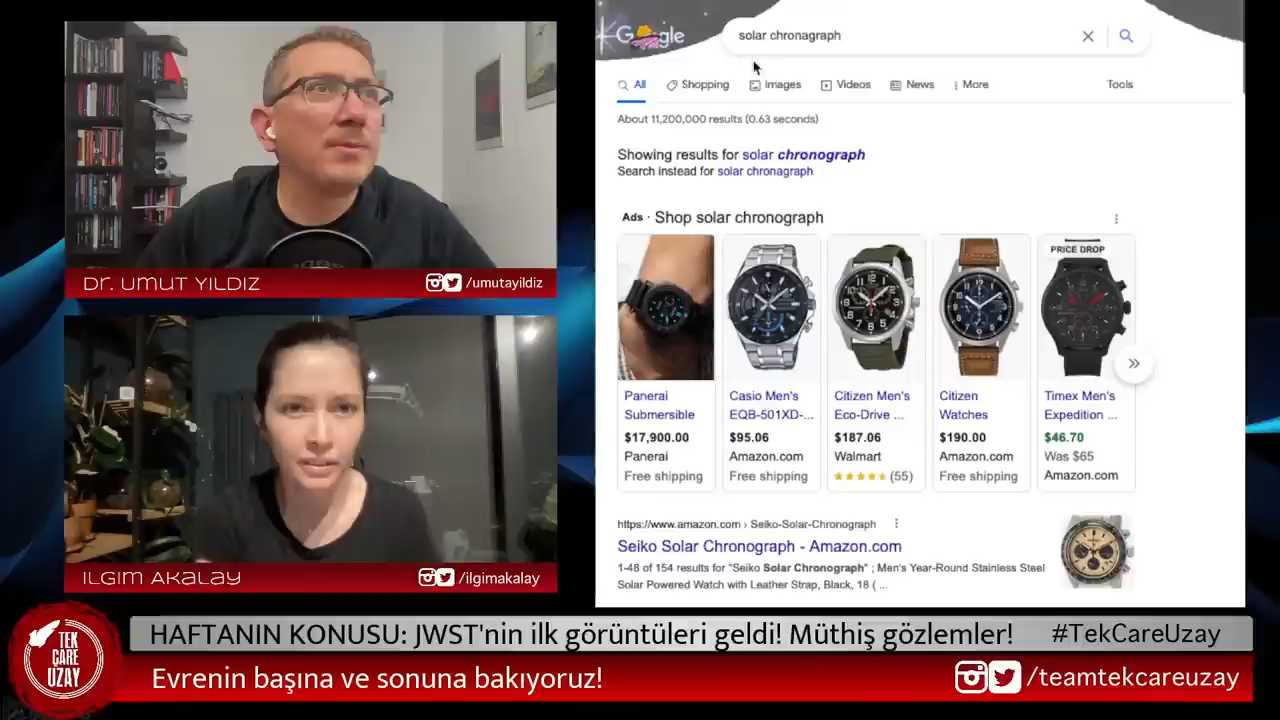 DR. UMUT YILDIZ
/umutayildiz
ILGIM AKALAY
/ilgimakalay
Google
solar chronagraph
All
Shopping
Images
Videos
News
More
Tools
About 11,200,000 results (0.63 seconds)
Showing results for solar chronograph
Search instead for solar chronagraph
Ads · Shop solar chronograph
PRICE DROP
Panerai
Submersible
$17,900.00
Panerai
Free shipping
Casio Men's
EQB-501XD-...
$95.06
Amazon.com
Free shipping
Citizen Men's
Eco-Drive ...
$187.06
Walmart
(55)
Citizen
Watches
$190.00
Amazon.com
Free shipping
Timex Men's
Expedition ...
$46.70
Was $65
Amazon.com
https://www.amazon.com › Seiko-Solar-Chronograph
Seiko Solar Chronograph - Amazon.com
1-48 of 154 results for "Seiko Solar Chronograph" ; Men's Year-Round Stainless Steel
Solar Powered Watch with Leather Strap, Black, 18 ( ...
TEK
ÇARE
UZAY
HAFTANIN KONUSU: JWST'nin ilk görüntüleri geldi! Müthiş gözlemler!
#TekCareUzay
Evrenin başına ve sonuna bakıyoruz!
/teamtekcareuzay